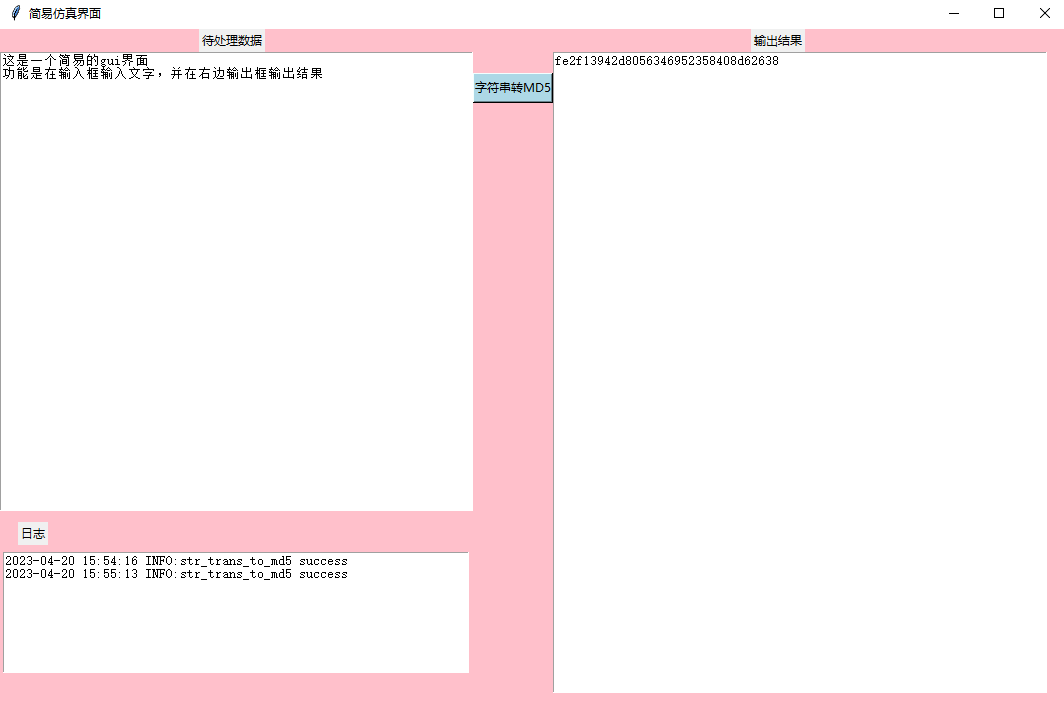 简易仿真界面
待处理数据
输出结果
这是一个简易的gui界面
功能是在输入框输入文字，并在右边输出框输出结果
字符串转MD5
fe2f13942d8056346952358408d62638
日志
2023-04-20 15:54:16 INFO:str_trans_to_md5 success
2023-04-20 15:55:13 INFO:str_trans_to_md5 success